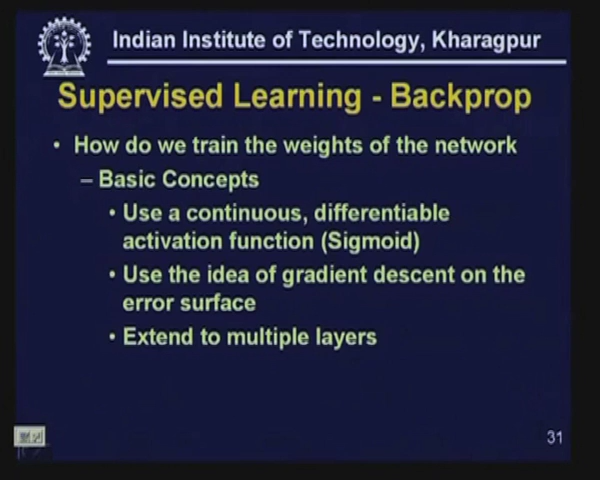 Indian Institute of Technology, Kharagpur
Supervised Learning - Backprop
• How do we train the weights of the network
– Basic Concepts
• Use a continuous, differentiable
activation function (Sigmoid)
• Use the idea of gradient descent on the
error surface
• Extend to multiple layers
31